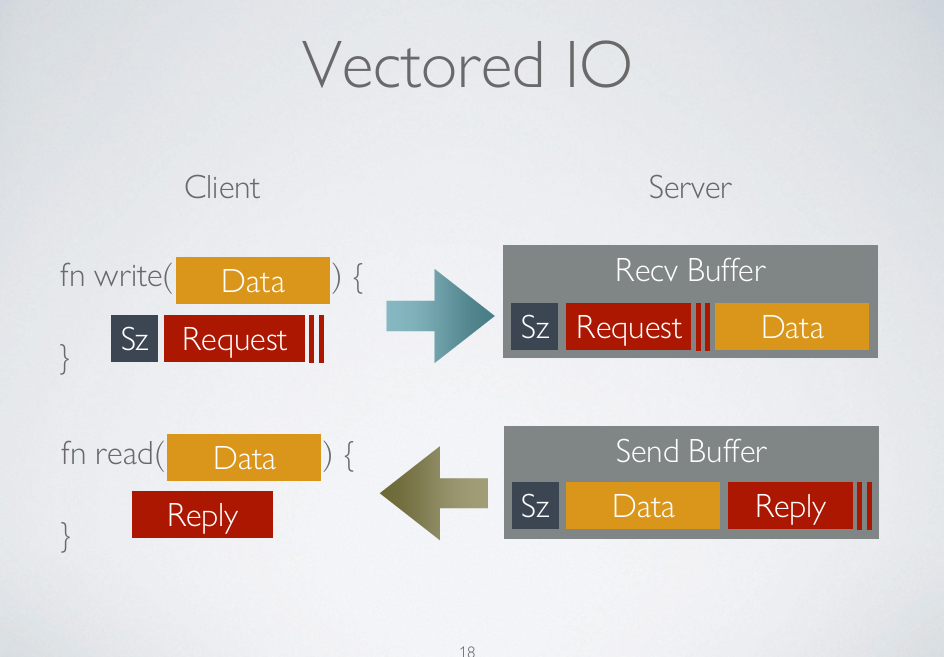 Vectored IO
Client
Server
fn write( Data ) {
Sz Request
}
Recv Buffer
Sz Request Data
fn read( Data ) {
Reply
}
Send Buffer
Sz Data Reply
18